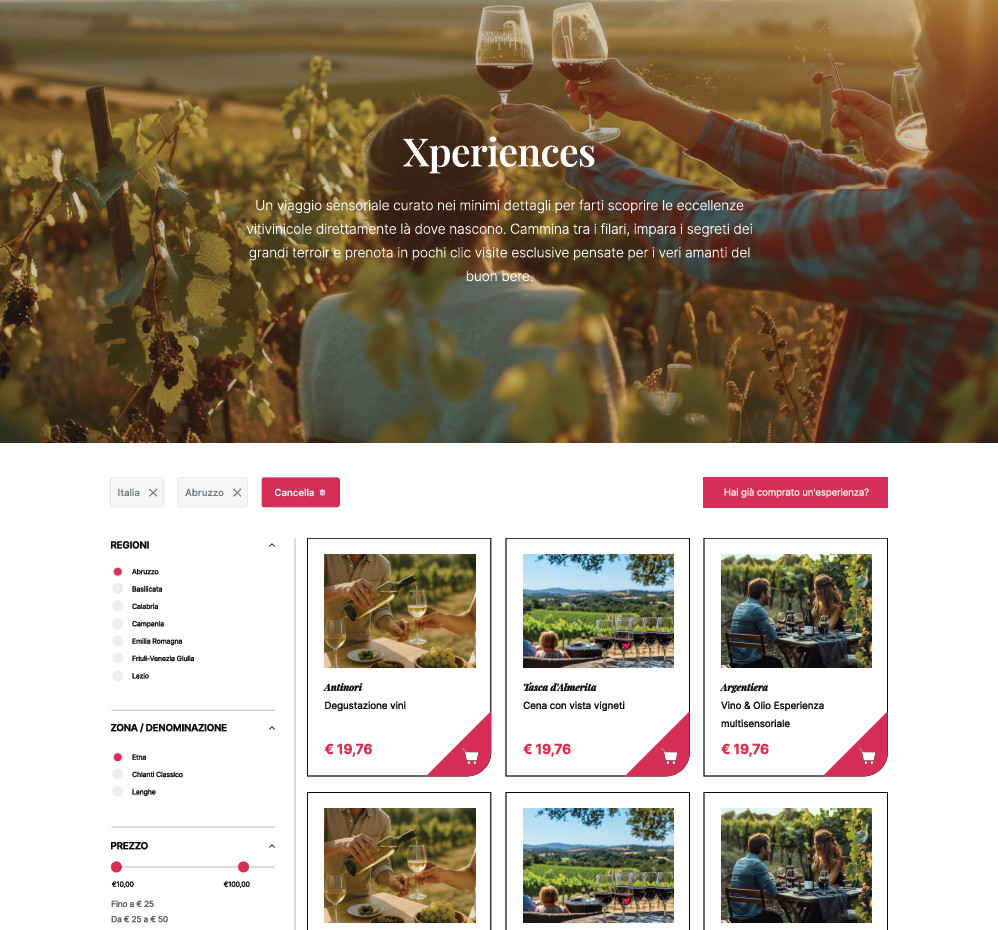 Xperiences
Un viaggio sensoriale curato nei minimi dettagli per farti scoprire le eccellenze
vitivinicole direttamente là dove nascono. Cammina tra i filari, impara i segreti dei
grandi terroir e prenota in pochi clic visite esclusive pensate per i veri amanti del
buon bere.
Italia
Abruzzo
Cancella
Hai già comprato un'esperienza?
REGIONI
Abruzzo
Basilicata
Calabria
Campania
Emilia Romagna
Friuli-Venezia Giulia
Lazio
ZONA / DENOMINAZIONE
Etna
Chianti Classico
Langhe
PREZZO
€10,00 €100,00
Fino a € 25
Da € 25 a € 50
Antinori
Degustazione vini
€ 19,76
Tasca d'Almerita
Cena con vista vigneti
€ 19,76
Argentiera
Vino & Olio Esperienza
multisensoriale
€ 19,76